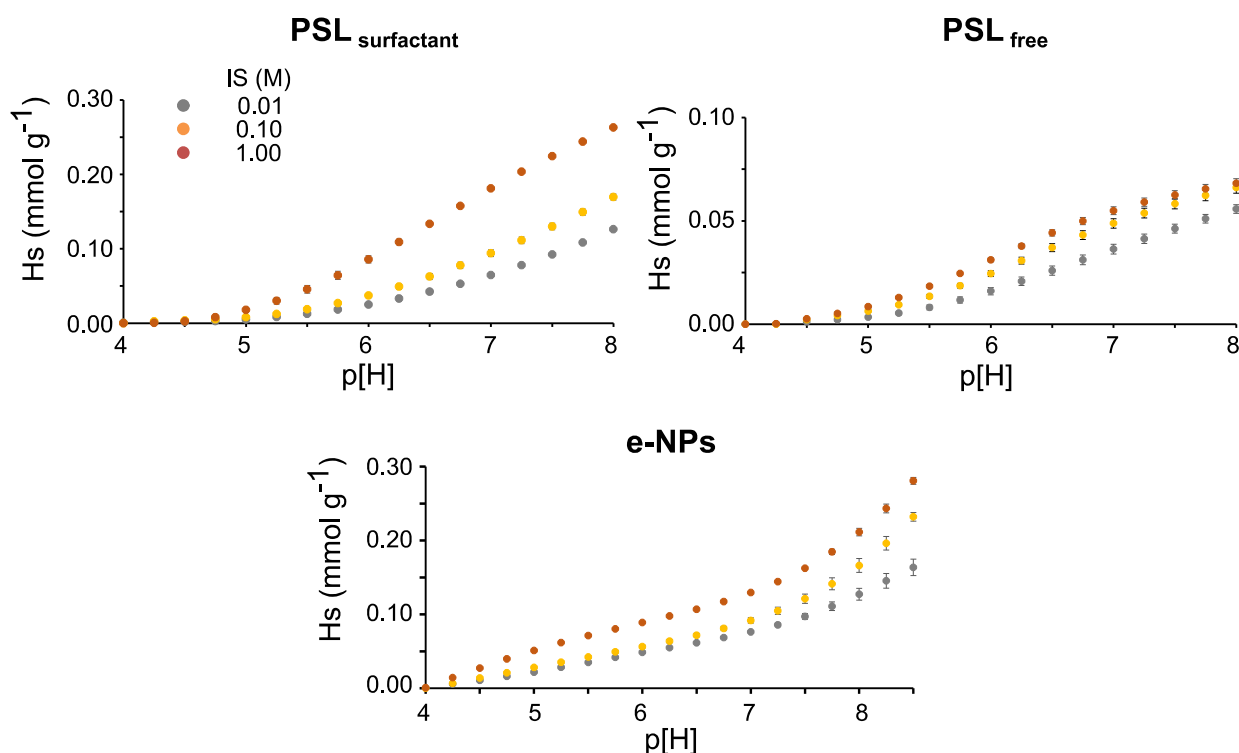 PSL surfactant
IS (M)
0.01
0.10
1.00
0.30
0.20
0.10
0.00
Hs (mmol g⁻¹)
4 5 6 7 8
p[H]
PSL free
0.10
0.05
0.00
Hs (mmol g⁻¹)
4 5 6 7 8
p[H]
e-NPs
0.30
0.20
0.10
0.00
Hs (mmol g⁻¹)
4 5 6 7 8
p[H]